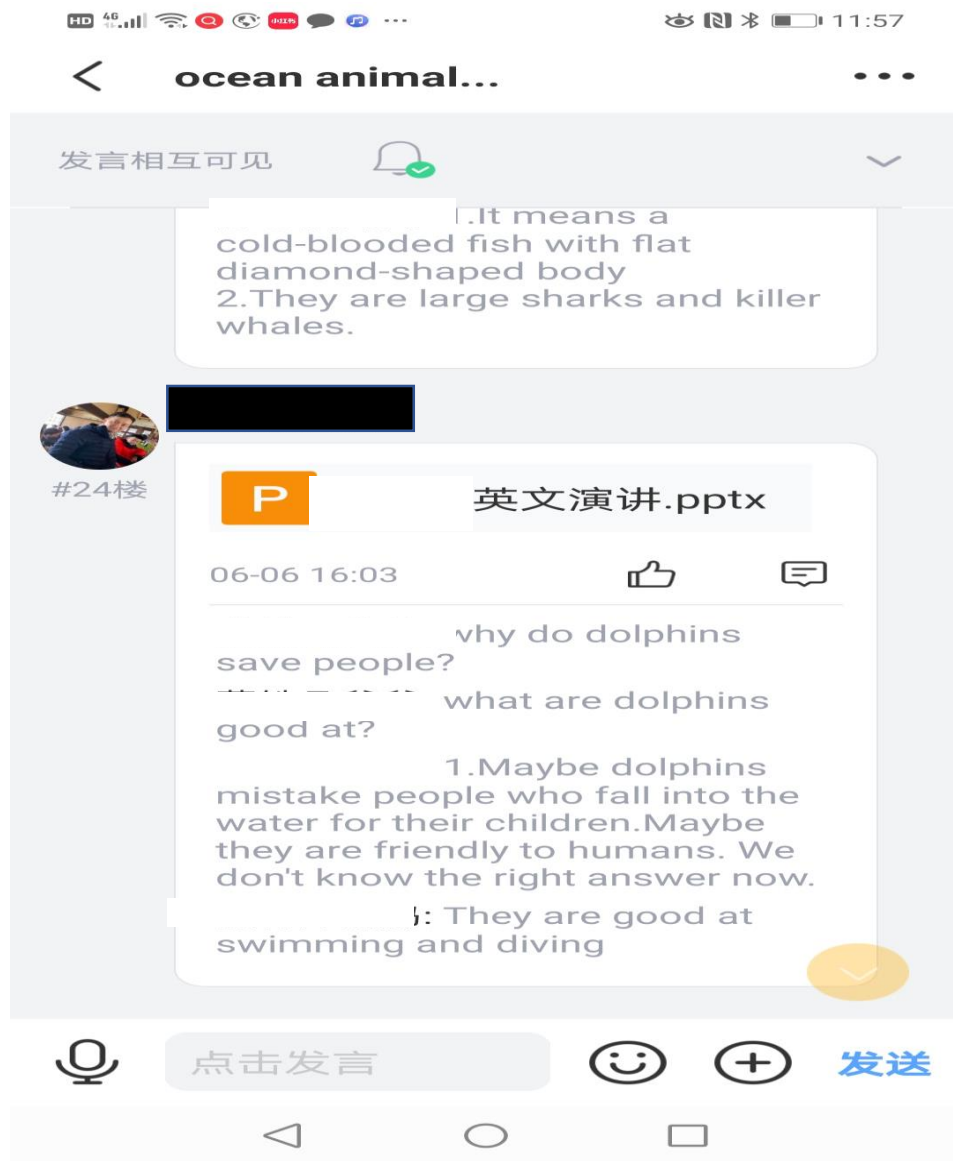 HD 4G 11:57
ocean animal...
发言相互可见
1.It means a
cold-blooded fish with flat
diamond-shaped body
2.They are large sharks and killer
whales.
#24楼
P 英文演讲.pptx
06-06 16:03
why do dolphins
save people?
what are dolphins
good at?
1.Maybe dolphins
mistake people who fall into the
water for their children.Maybe
they are friendly to humans. We
don't know the right answer now.
: They are good at
swimming and diving
点击发言
发送